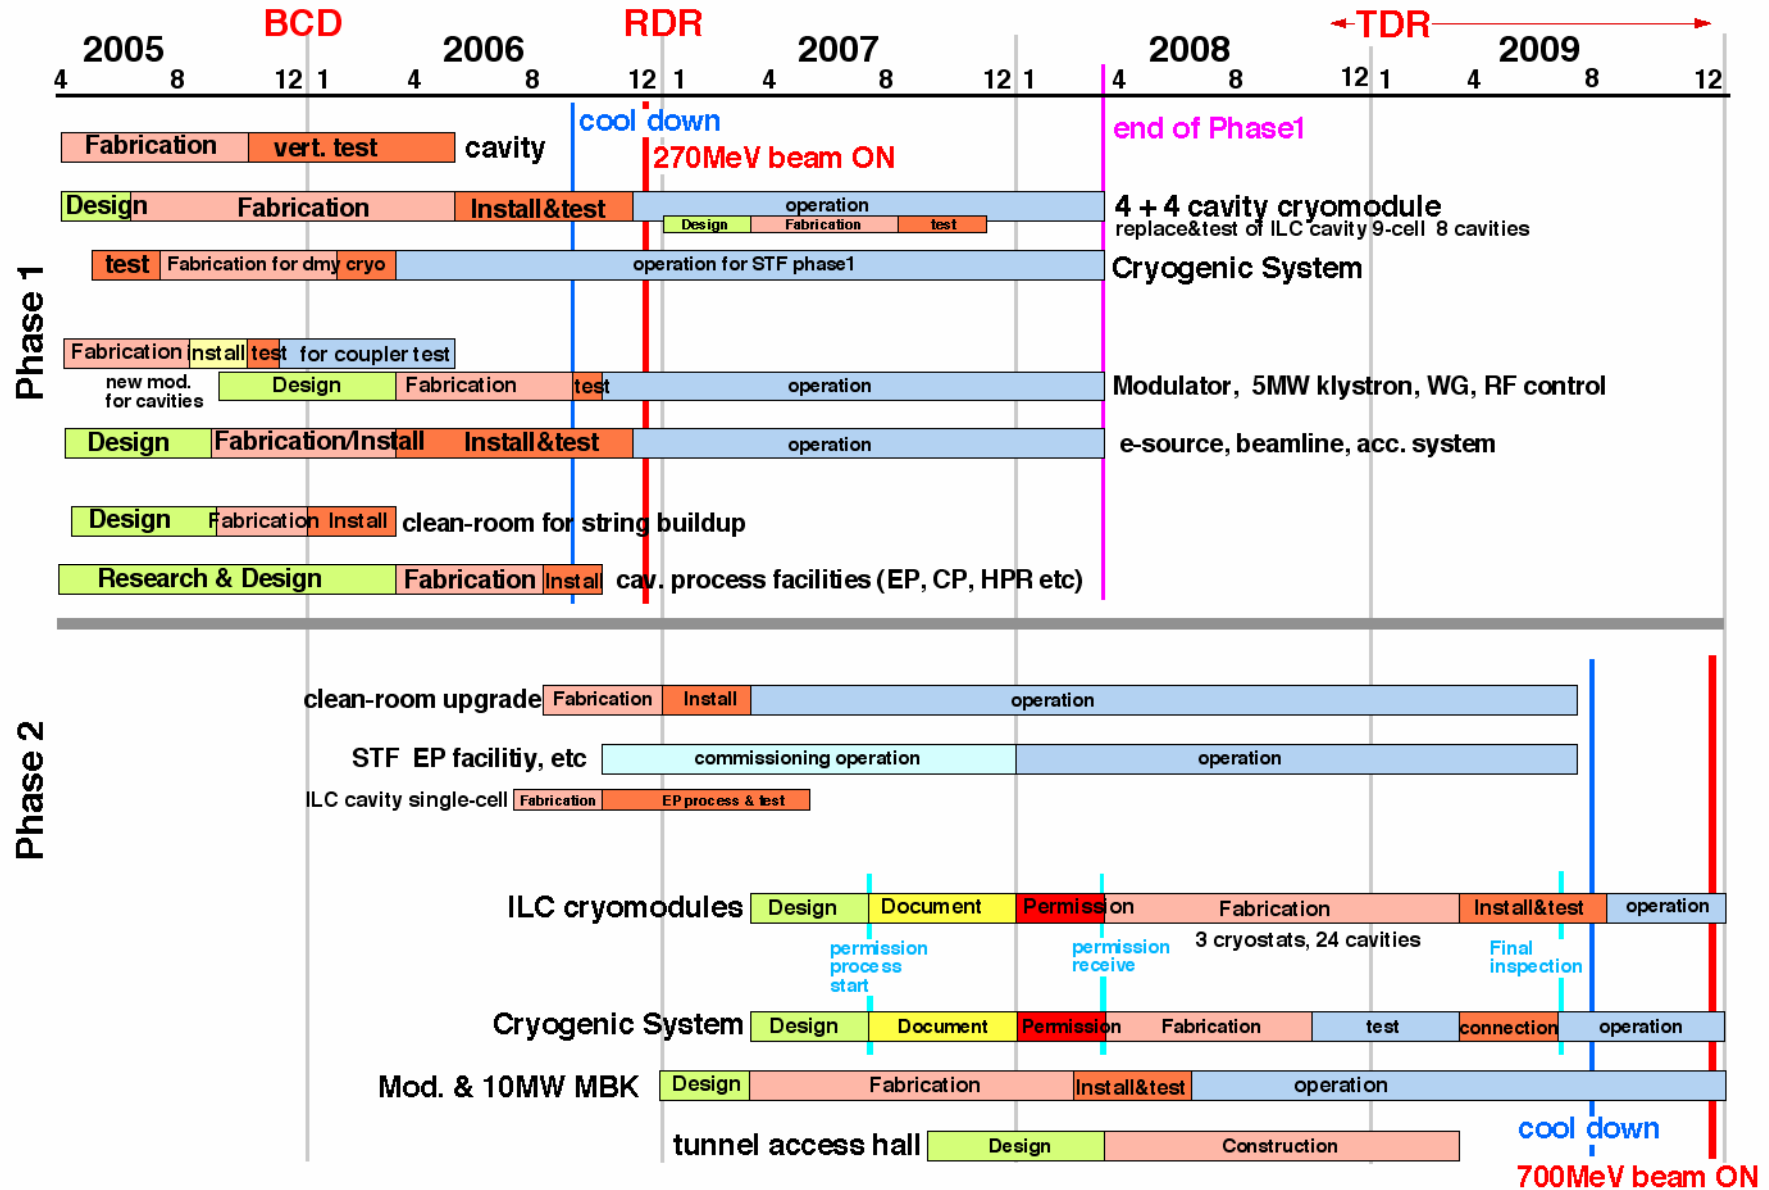 BCD RDR TDR
2005 2006 2007 2008 2009
4 8 12 1 4 8 12 1 4 8 12 1 4 8 12 1 4 8 12
cool down
end of Phase1
Fabrication vert. test cavity
270MeV beam ON
Design Fabrication Install&test operation 4 + 4 cavity cryomodule
Design Fabrication test replace&test of ILC cavity 9-cell 8 cavities
test Fabrication for dmy cryo operation for STF phase1 Cryogenic System
Phase 1
Fabrication install test for coupler test
new mod.
for cavities
Design Fabrication test operation Modulator, 5MW klystron, WG, RF control
Design Fabrication/Install Install&test operation e-source, beamline, acc. system
Design Fabrication Install clean-room for string buildup
Research & Design Fabrication Install cav. process facilities (EP, CP, HPR etc)
Phase 2
clean-room upgrade Fabrication Install operation
STF EP facilitiy, etc commissioning operation operation
ILC cavity single-cell Fabrication EP process & test
ILC cryomodules Design Document Permission Fabrication Install&test operation
3 cryostats, 24 cavities
permission
process
start
permission
receive
Final
inspection
Cryogenic System Design Document Permission Fabrication test connection operation
Mod. & 10MW MBK Design Fabrication Install&test operation
cool down
tunnel access hall Design Construction
700MeV beam ON